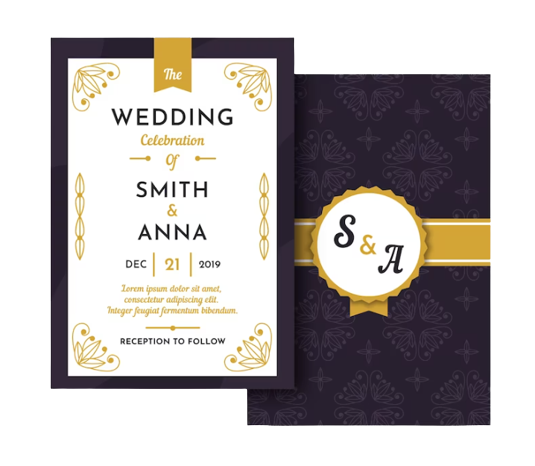 The
WEDDING
Celebration
Of
SMITH
&
ANNA
DEC 21 2019
Lorem ipsum dolor sit amet,
consectetur adipiscing elit.
Integer feugiat fermentum bibendum.
RECEPTION TO FOLLOW
S & A